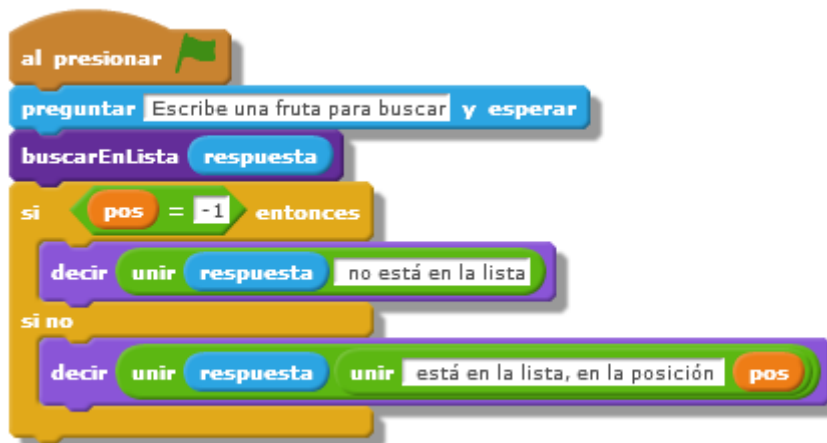 al presionar
preguntar Escribe una fruta para buscar y esperar
buscarEnLista respuesta
si pos = -1 entonces
decir unir respuesta no está en la lista
si no
decir unir respuesta unir está en la lista, en la posición pos